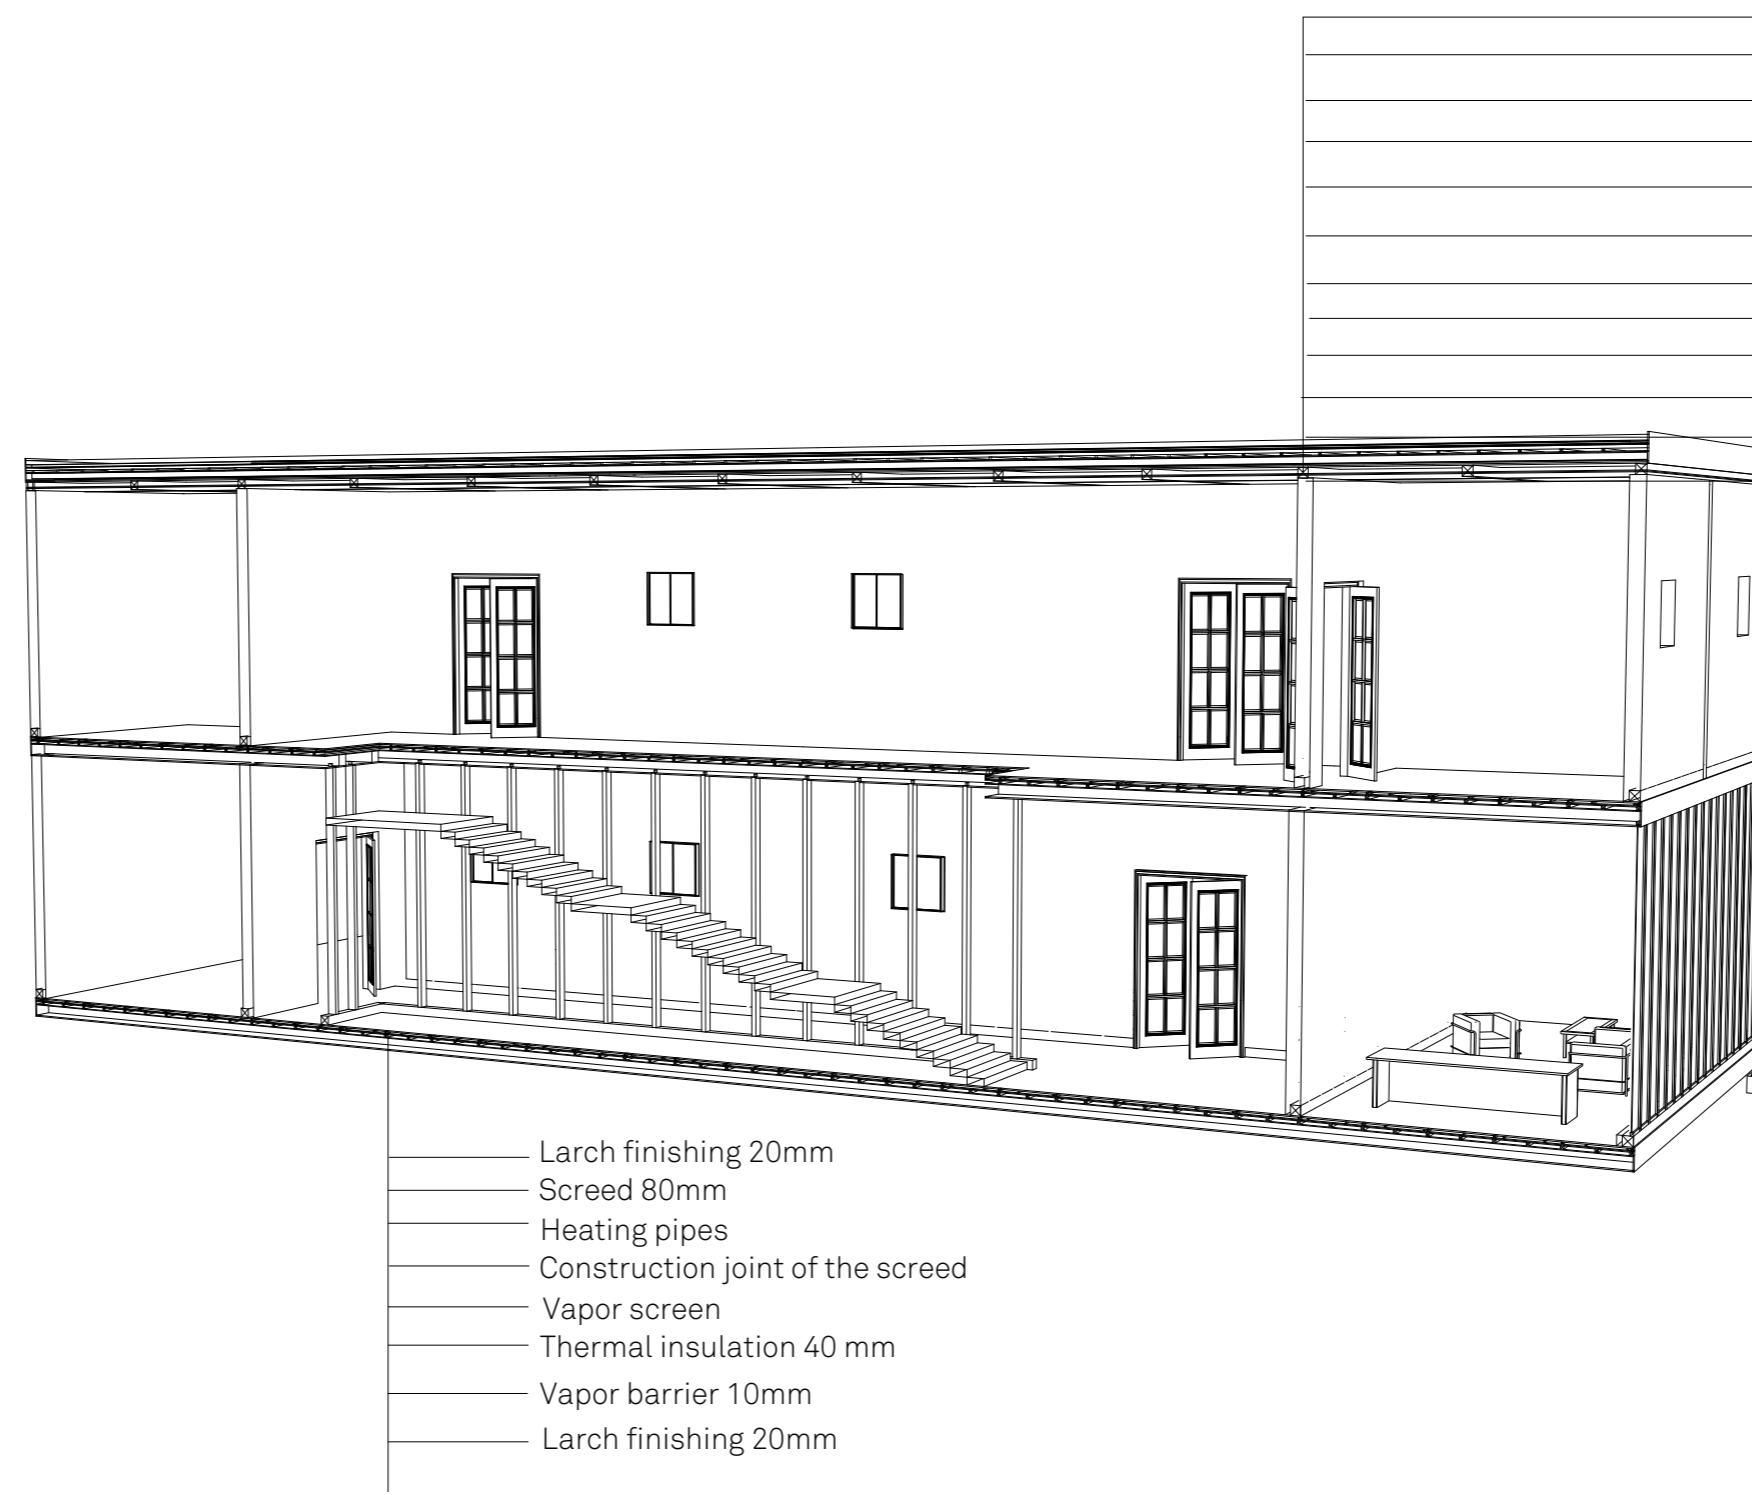 Larch finishing 20mm
Screed 80mm
Heating pipes
Construction joint of the screed
Vapor screen
Thermal insulation 40 mm
Vapor barrier 10mm
Larch finishing 20mm